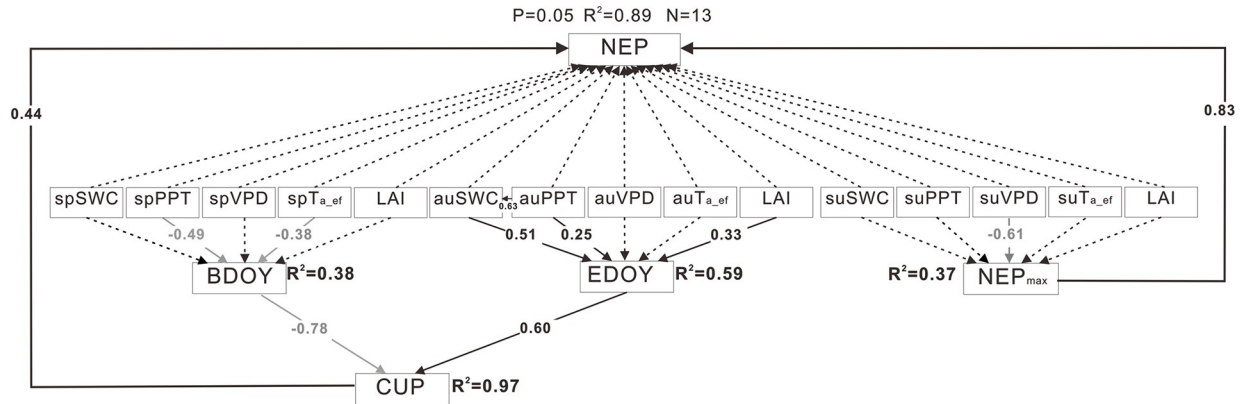 P=0.05 R²=0.89 N=13
NEP
0.44
0.83
spSWC spPPT spVPD spTa_ef LAI auSWC 0.63 auPPT auVPD auTa_ef LAI suSWC suPPT suVPD suTa_ef LAI
-0.49 -0.38 0.51 0.25 0.33 -0.61
BDOY R²=0.38 EDOY R²=0.59 R²=0.37 NEPmax
-0.78 0.60
CUP R²=0.97